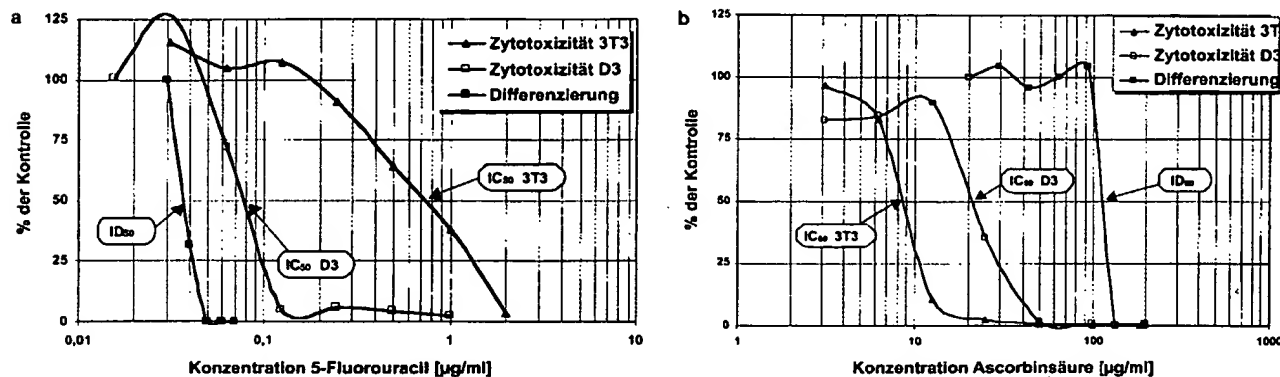 a
% der Kontrolle
125
100
75
50
25
0
0,01
0,1
1
10
Konzentration 5-Fluorouracil [µg/ml]
Zytotoxizität 3T3
Zytotoxizität D3
Differenzierung
IC₅₀ 3T3
ID₅₀
IC₅₀ D3
b
% der Kontrolle
125
100
75
50
25
0
1
10
100
1000
Konzentration Ascorbinsäure [µg/ml]
Zytotoxizität 3T
Zytotoxizität D3
Differenzierung
IC₅₀ D3
ID₅₀
IC₅₀ 3T3